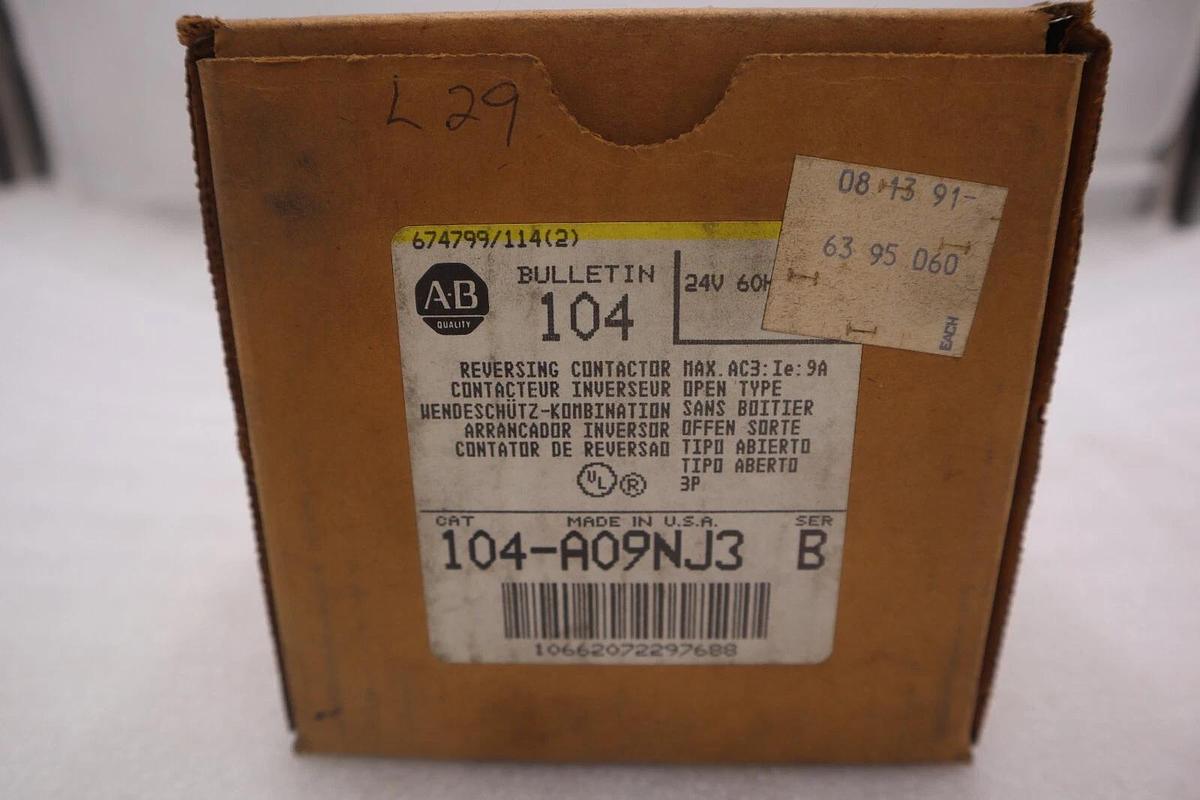 L 29
08 13 91-
63 95 060
EACH
674799/114(2)
A·B
QUALITY
BULLETIN
104
24V 60H
REVERSING CONTACTOR MAX. AC3: Ie: 9A
CONTACTEUR INVERSEUR OPEN TYPE
WENDESCHÜTZ-KOMBINATION SANS BOITIER
ARRANCADOR INVERSOR OFFEN SORTE
CONTATOR DE REVERSAO TIPO ABIERTO
TIPO ABERTO
UL R 3P
CAT MADE IN U.S.A. SER
104-A09NJ3 B
10662072297688